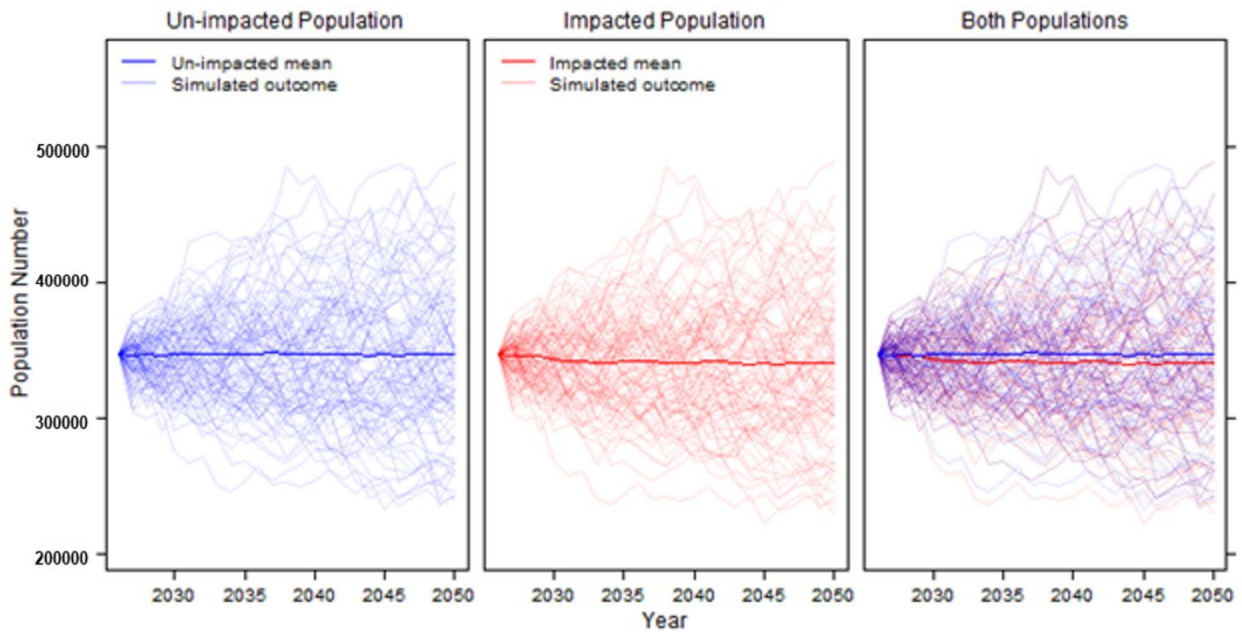 Un-impacted Population
Impacted Population
Both Populations
Un-impacted mean
Simulated outcome
Impacted mean
Simulated outcome
Population Number
500000
400000
300000
200000
2030 2035 2040 2045 2050
2030 2035 2040 2045 2050
2030 2035 2040 2045 2050
Year